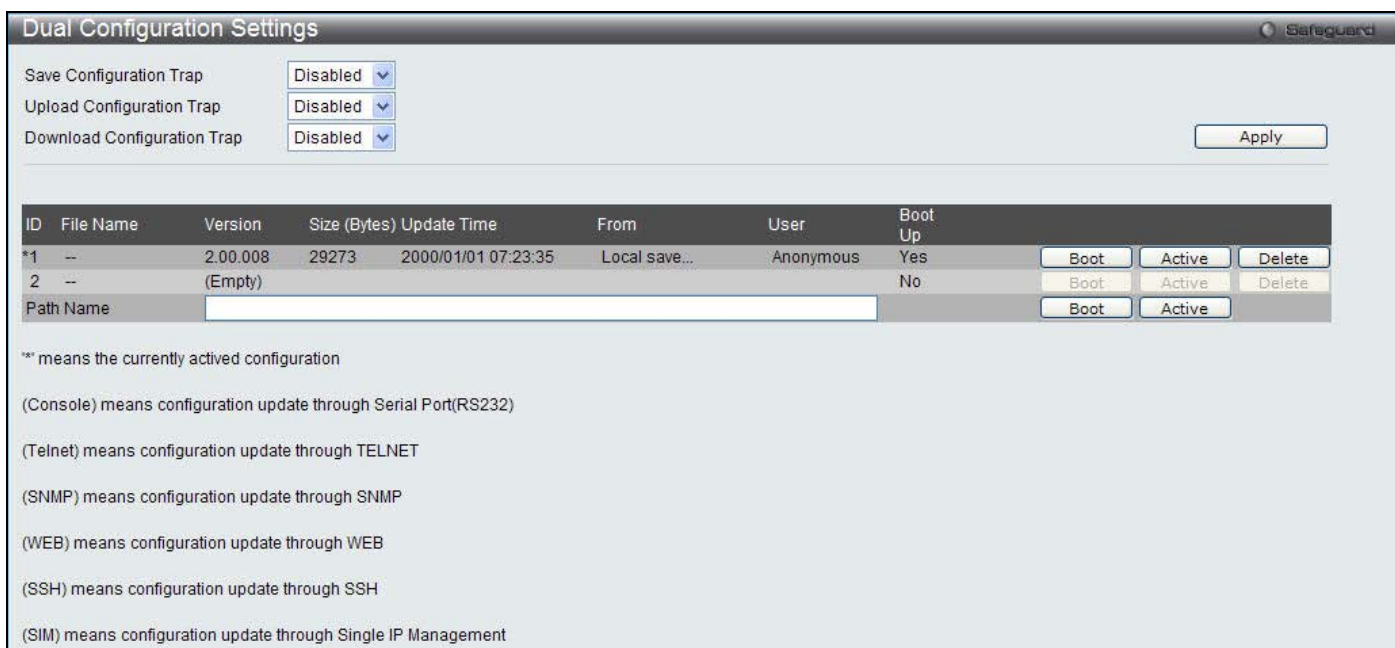 Dual Configuration Settings Safeguard
Save Configuration Trap Disabled
Upload Configuration Trap Disabled
Download Configuration Trap Disabled Apply
ID File Name Version Size (Bytes) Update Time From User Boot Up
*1 -- 2.00.008 29273 2000/01/01 07:23:35 Local save... Anonymous Yes Boot Active Delete
2 -- (Empty) No Boot Active Delete
Path Name Boot Active
'*' means the currently actived configuration
(Console) means configuration update through Serial Port(RS232)
(Telnet) means configuration update through TELNET
(SNMP) means configuration update through SNMP
(WEB) means configuration update through WEB
(SSH) means configuration update through SSH
(SIM) means configuration update through Single IP Management